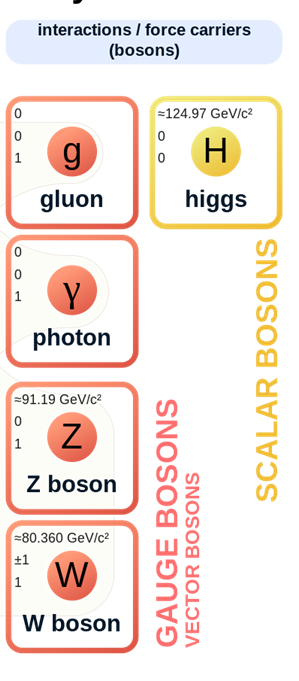 interactions / force carriers
(bosons)
0
0
1
g
gluon
≈124.97 GeV/c²
0
0
H
higgs
0
0
1
γ
photon
≈91.19 GeV/c²
0
1
Z
Z boson
≈80.360 GeV/c²
±1
1
W
W boson
GAUGE BOSONS
VECTOR BOSONS
SCALAR BOSONS